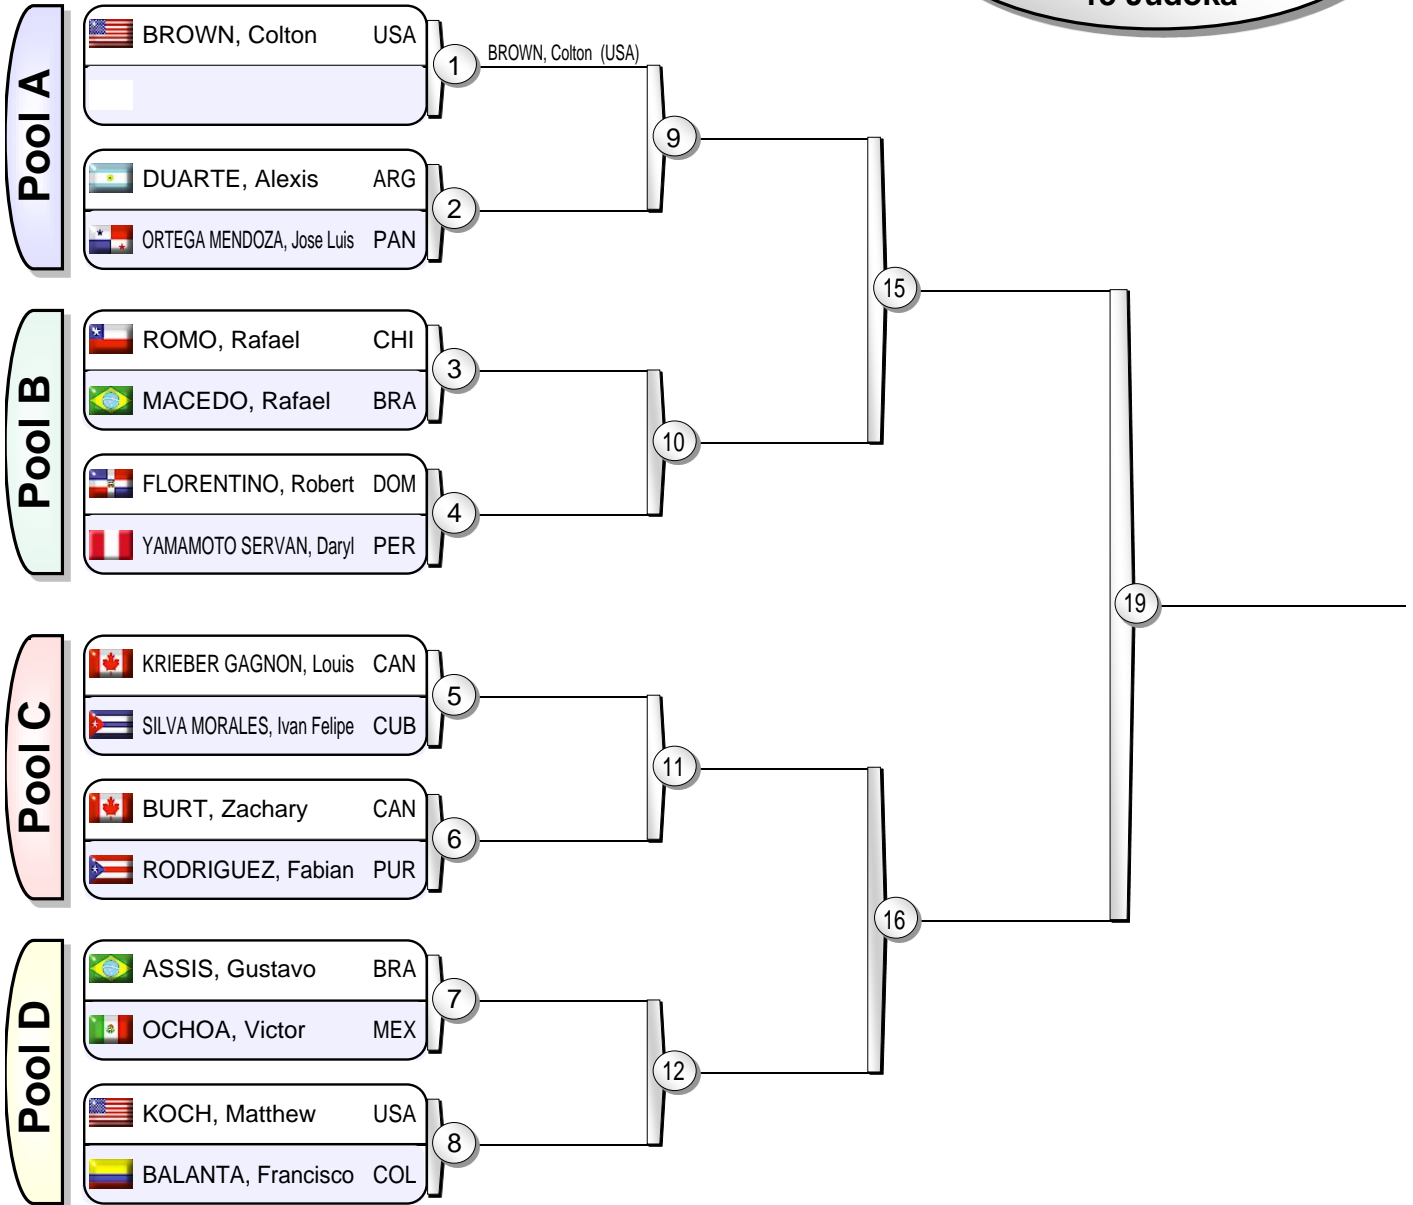 Pool A
BROWN, Colton USA
1
BROWN, Colton (USA)
9
DUARTE, Alexis ARG
2
ORTEGA MENDOZA, Jose Luis PAN
15
Pool B
ROMO, Rafael CHI
3
MACEDO, Rafael BRA
10
FLORENTINO, Robert DOM
4
YAMAMOTO SERVAN, Daryl PER
19
Pool C
KRIEBER GAGNON, Louis CAN
5
SILVA MORALES, Ivan Felipe CUB
11
BURT, Zachary CAN
6
RODRIGUEZ, Fabian PUR
16
Pool D
ASSIS, Gustavo BRA
7
OCHOA, Victor MEX
12
KOCH, Matthew USA
8
BALANTA, Francisco COL